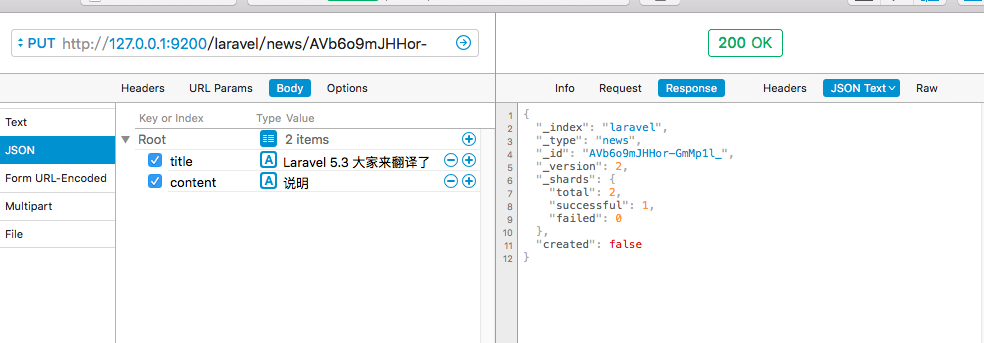 PUT http://127.0.0.1:9200/laravel/news/AVb6o9mJHHor-
200 OK
Headers URL Params Body Options
Info Request Response Headers JSON Text Raw
Text
JSON
Form URL-Encoded
Multipart
File
Key or Index Type Value
Root 2 items
title A Laravel 5.3 大家来翻译了
content A 说明
1 {
2 "_index": "laravel",
3 "_type": "news",
4 "_id": "AVb6o9mJHHor-GmMp1l_",
5 "_version": 2,
6 "_shards": {
7 "total": 2,
8 "successful": 1,
9 "failed": 0
10 },
11 "created": false
12 }